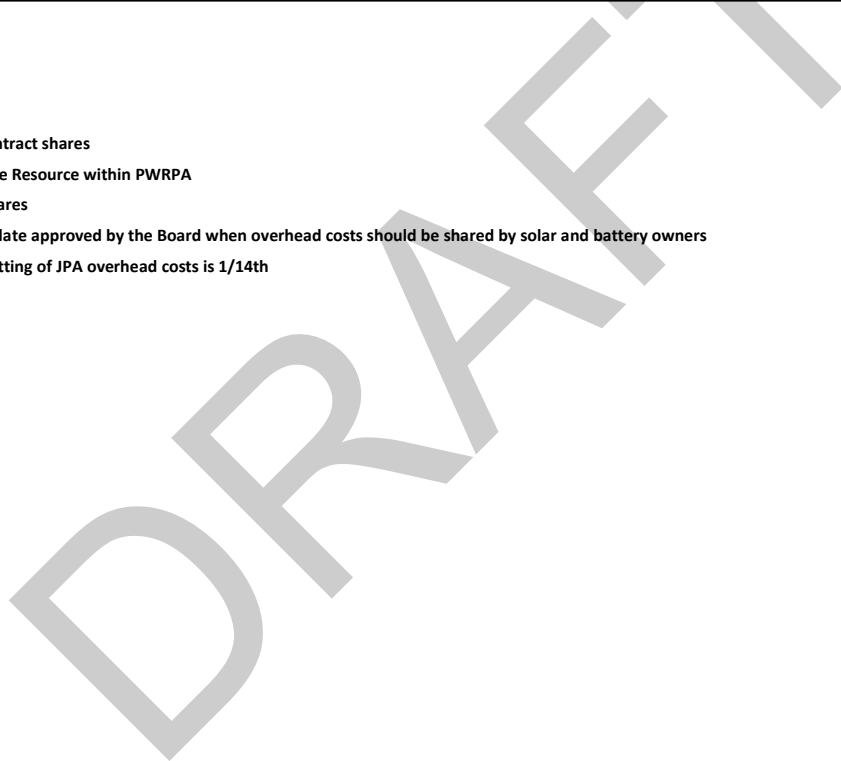 ntract shares
e Resource within PWRPA
ares
date approved by the Board when overhead costs should be shared by solar and battery owners
tting of JPA overhead costs is 1/14th
DRAFT